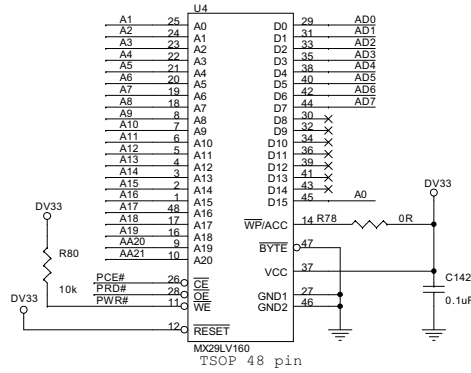 U4
A1 25 A0 D0 29 AD0
A2 24 A1 D1 31 AD1
A3 23 A2 D2 33 AD2
A4 22 A3 D3 35 AD3
A5 21 A4 D4 38 AD4
A6 20 A5 D5 40 AD5
A7 19 A6 D6 42 AD6
A8 18 A7 D7 44 AD7
A9 8 A8 D8 30
A10 7 A9 D9 32
A11 6 A10 D10 34
A12 5 A11 D11 36
A13 4 A12 D12 39
A14 3 A13 D13 41
A15 2 A14 D14 43
A16 1 A15 D15 45 A0
A17 48 A16
A18 17 A17 WP/ACC 14 R78 0R DV33
A19 16 A18
AA20 9 A19 BYTE 47
AA21 10 A20
DV33
R80
10k
VCC 37
C142
0.1uF
PCE# 26 CE
PRD# 28 OE GND1 27
PWR# 11 WE GND2 46
DV33
12 RESET
MX29LV160
TSOP 48 pin